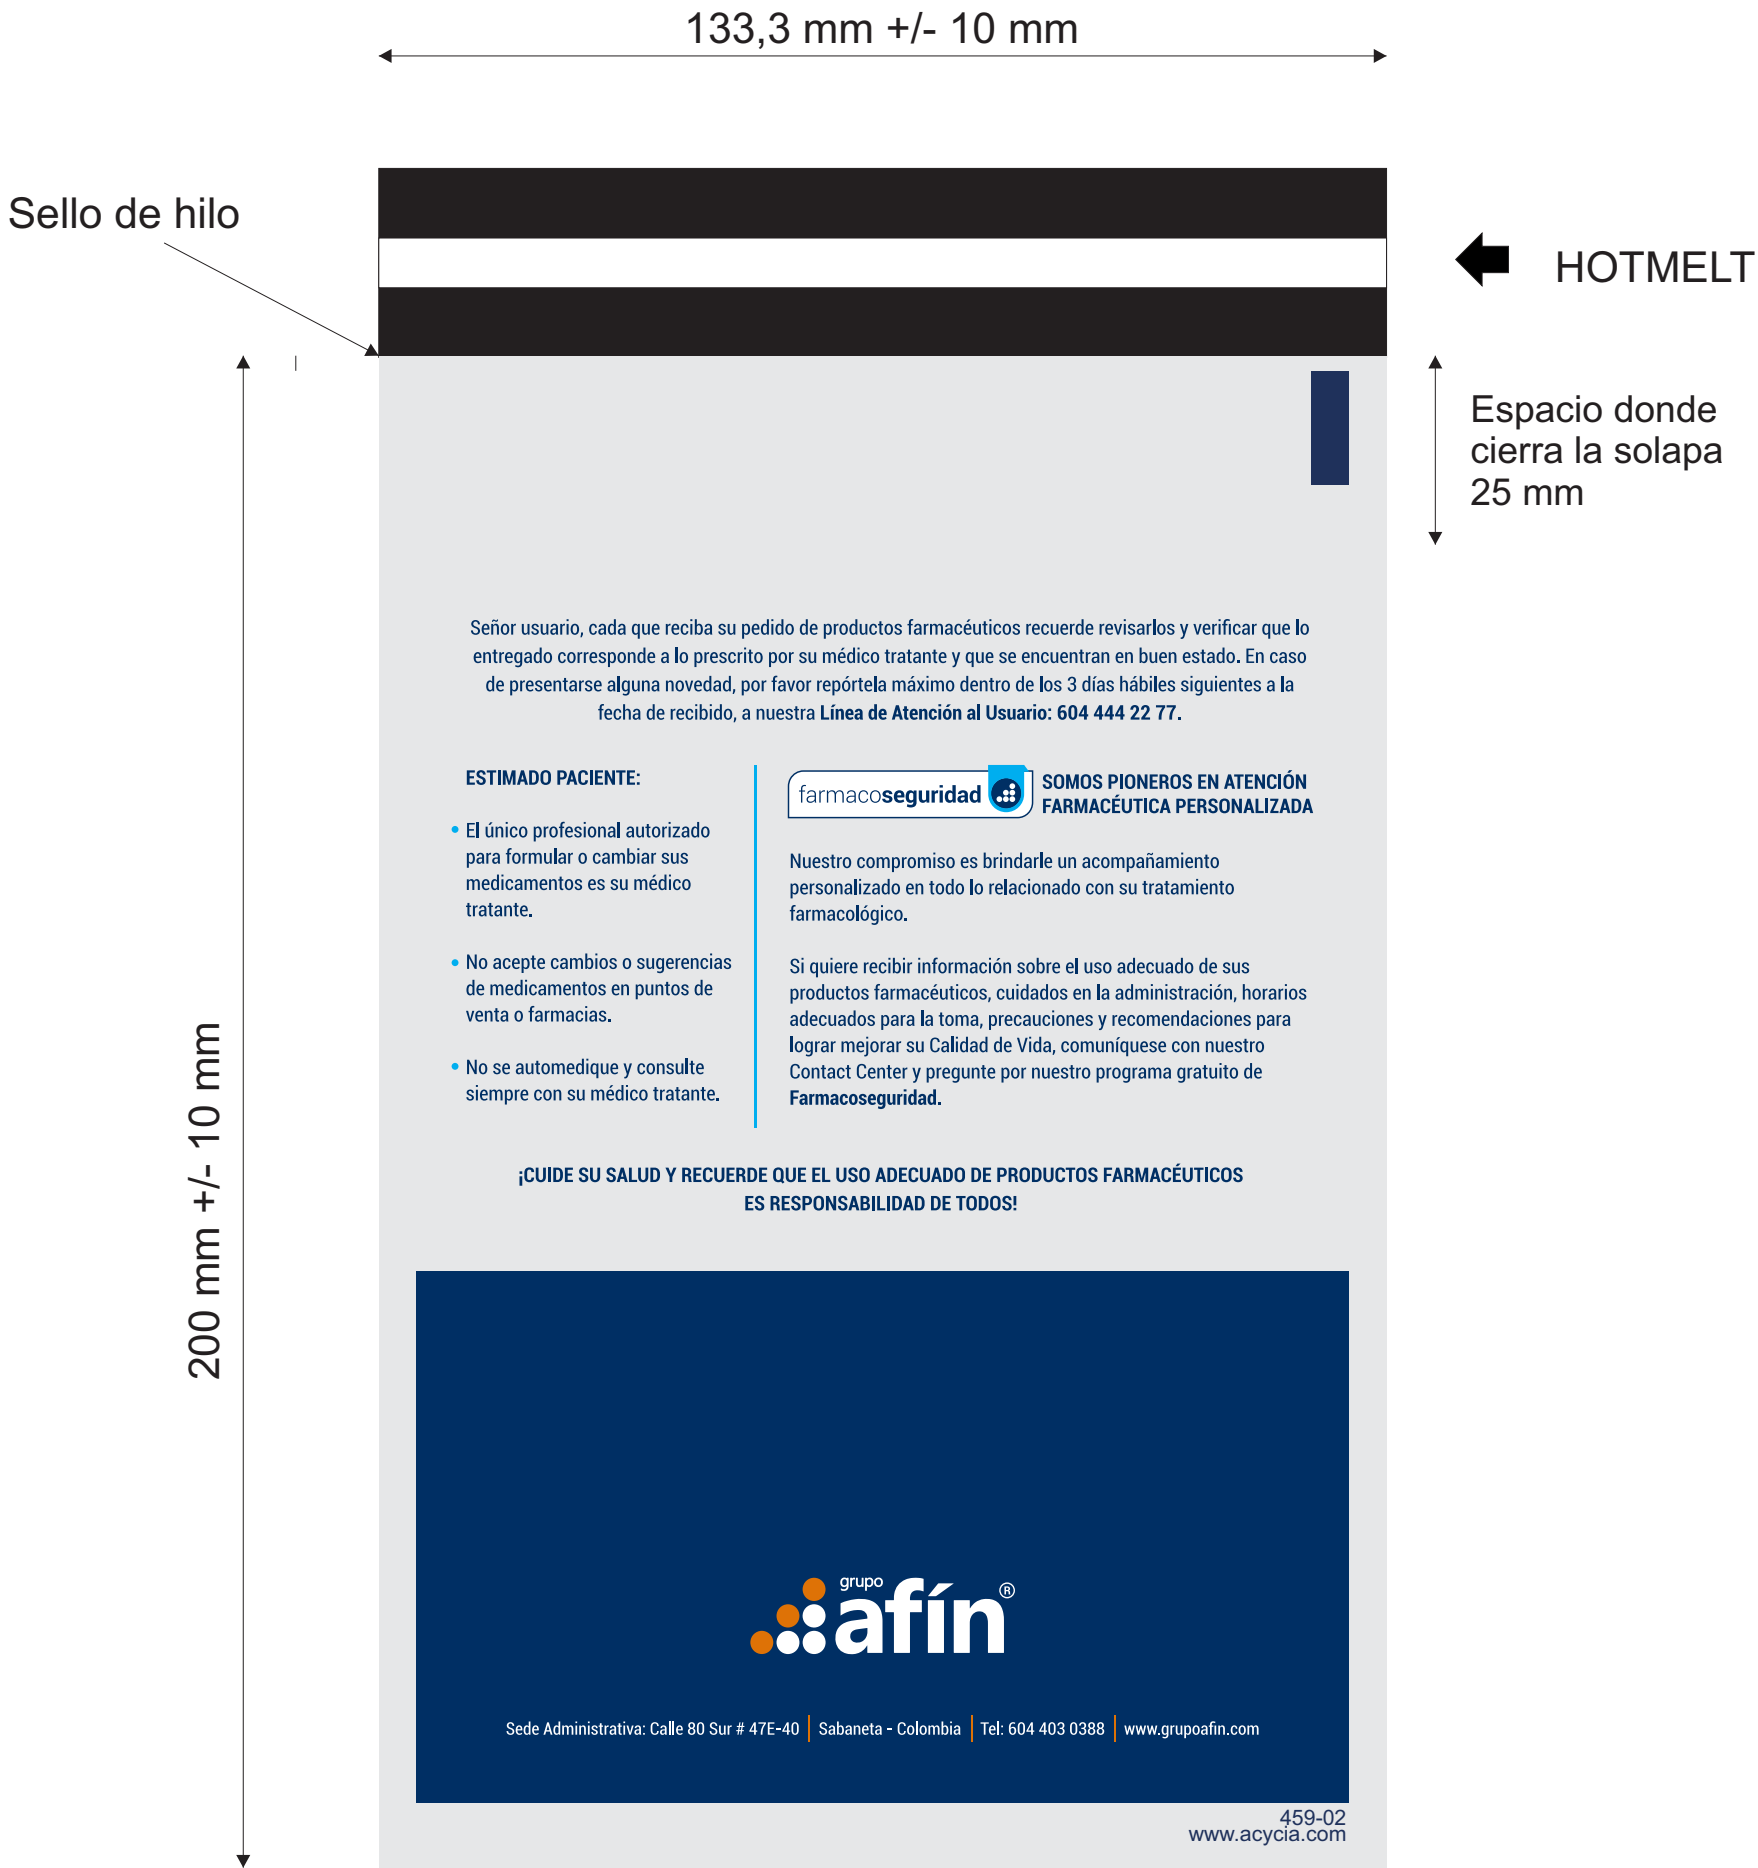 133,3 mm +/- 10 mm
Sello de hilo
HOTMELT
Espacio donde
cierra la solapa
25 mm
200 mm +/- 10 mm
Señor usuario, cada que reciba su pedido de productos farmacéuticos recuerde revisarlos y verificar que lo
entregado corresponde a lo prescrito por su médico tratante y que se encuentran en buen estado. En caso
de presentarse alguna novedad, por favor repórtela máximo dentro de los 3 días hábiles siguientes a la
fecha de recibido, a nuestra Línea de Atención al Usuario: 604 444 22 77.
ESTIMADO PACIENTE:
• El único profesional autorizado
para formular o cambiar sus
medicamentos es su médico
tratante.
• No acepte cambios o sugerencias
de medicamentos en puntos de
venta o farmacias.
• No se automedique y consulte
siempre con su médico tratante.
farmacoseguridad
SOMOS PIONEROS EN ATENCIÓN
FARMACÉUTICA PERSONALIZADA
Nuestro compromiso es brindarle un acompañamiento
personalizado en todo lo relacionado con su tratamiento
farmacológico.
Si quiere recibir información sobre el uso adecuado de sus
productos farmacéuticos, cuidados en la administración, horarios
adecuados para la toma, precauciones y recomendaciones para
lograr mejorar su Calidad de Vida, comuníquese con nuestro
Contact Center y pregunte por nuestro programa gratuito de
Farmacoseguridad.
¡CUIDE SU SALUD Y RECUERDE QUE EL USO ADECUADO DE PRODUCTOS FARMACÉUTICOS
ES RESPONSABILIDAD DE TODOS!
grupo
afín®
Sede Administrativa: Calle 80 Sur # 47E-40 | Sabaneta - Colombia | Tel: 604 403 0388 | www.grupoafin.com
459-02
www.acycia.com